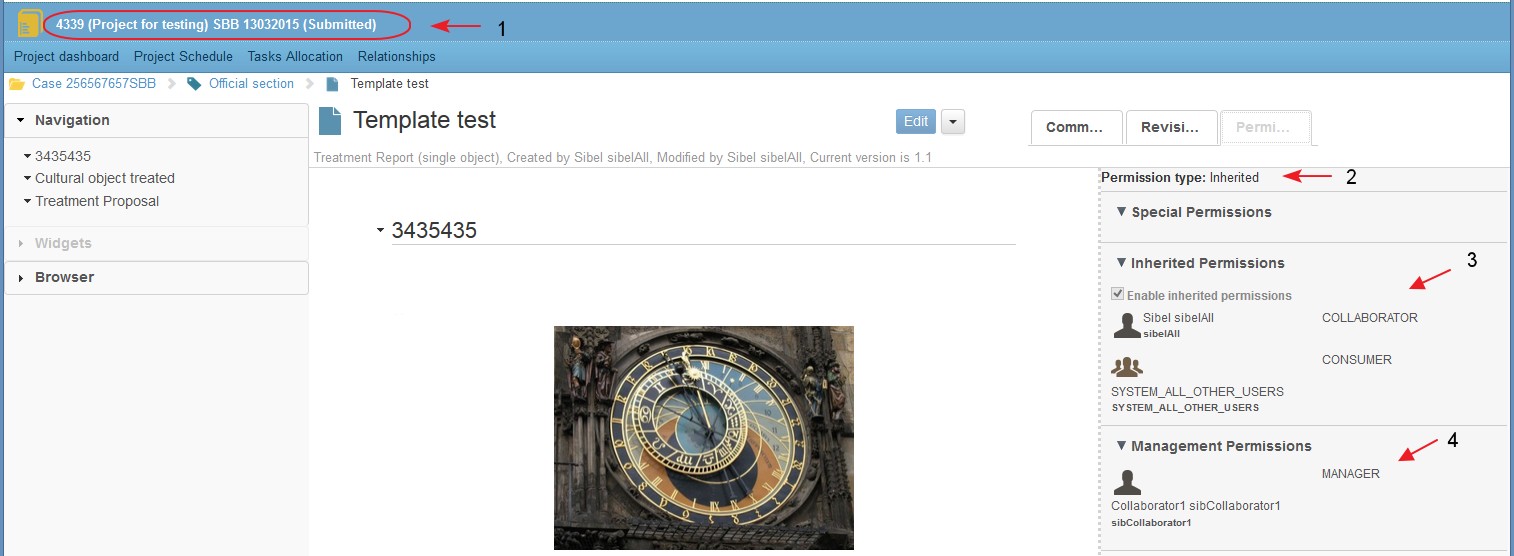 4339 (Project for testing) SBB 13032015 (Submitted)
1
Project dashboard Project Schedule Tasks Allocation Relationships
Case 256567657SBB Official section Template test
Navigation
3435435
Cultural object treated
Treatment Proposal
Widgets
Browser
Template test
Edit
Treatment Report (single object), Created by Sibel sibelAll, Modified by Sibel sibelAll, Current version is 1.1
3435435
Comm... Revisi... Permi...
Permission type: Inherited
2
Special Permissions
Inherited Permissions
3
Enable inherited permissions
Sibel sibelAll COLLABORATOR
sibelAll
CONSUMER
SYSTEM_ALL_OTHER_USERS
SYSTEM_ALL_OTHER_USERS
Management Permissions
4
MANAGER
Collaborator1 sibCollaborator1
sibCollaborator1